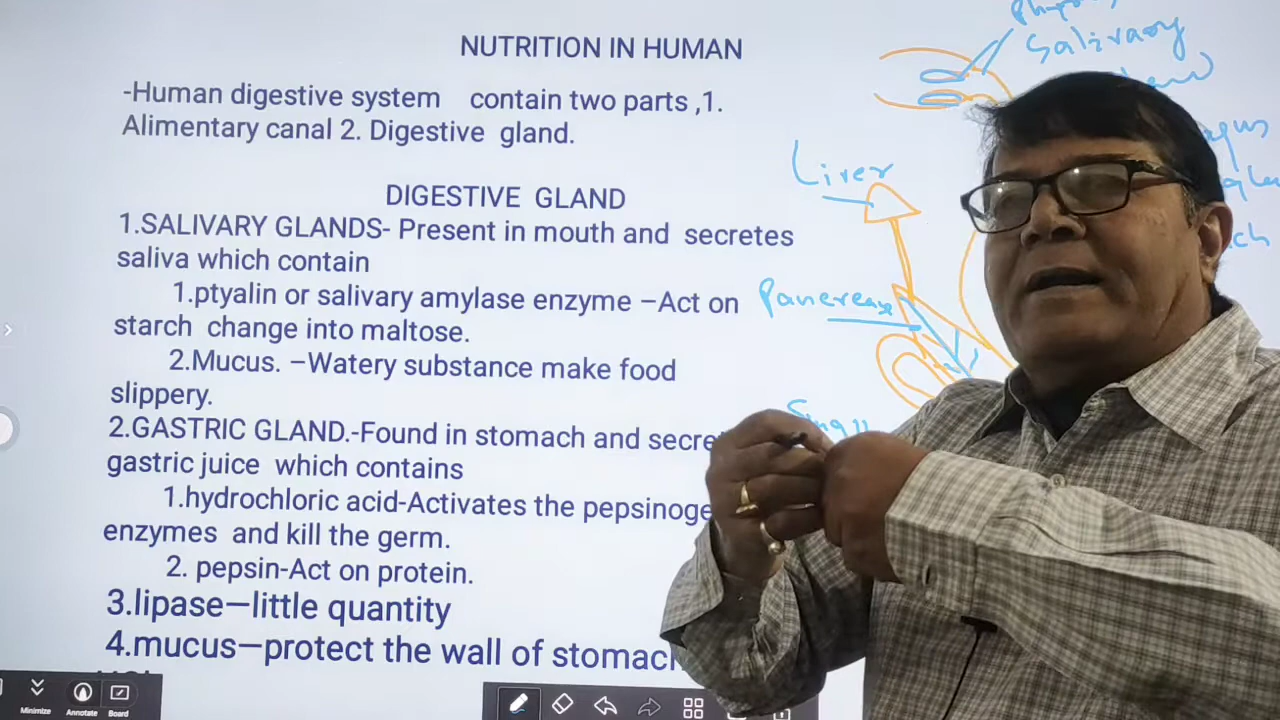 NUTRITION IN HUMAN
-Human digestive system contain two parts ,1.
Alimentary canal 2. Digestive gland.
DIGESTIVE GLAND
1.SALIVARY GLANDS- Present in mouth and secretes
saliva which contain
1.ptyalin or salivary amylase enzyme –Act on
starch change into maltose.
2.Mucus. –Watery substance make food
slippery.
2.GASTRIC GLAND.-Found in stomach and
gastric juice which contains
1.hydrochloric acid-Activates the
enzymes and kill the germ.
2. pepsin-Act on protein.
3.lipase—little quantity
4.mucus—protect the wall of
Salivary
Liver
Minimize
Annotate
Board